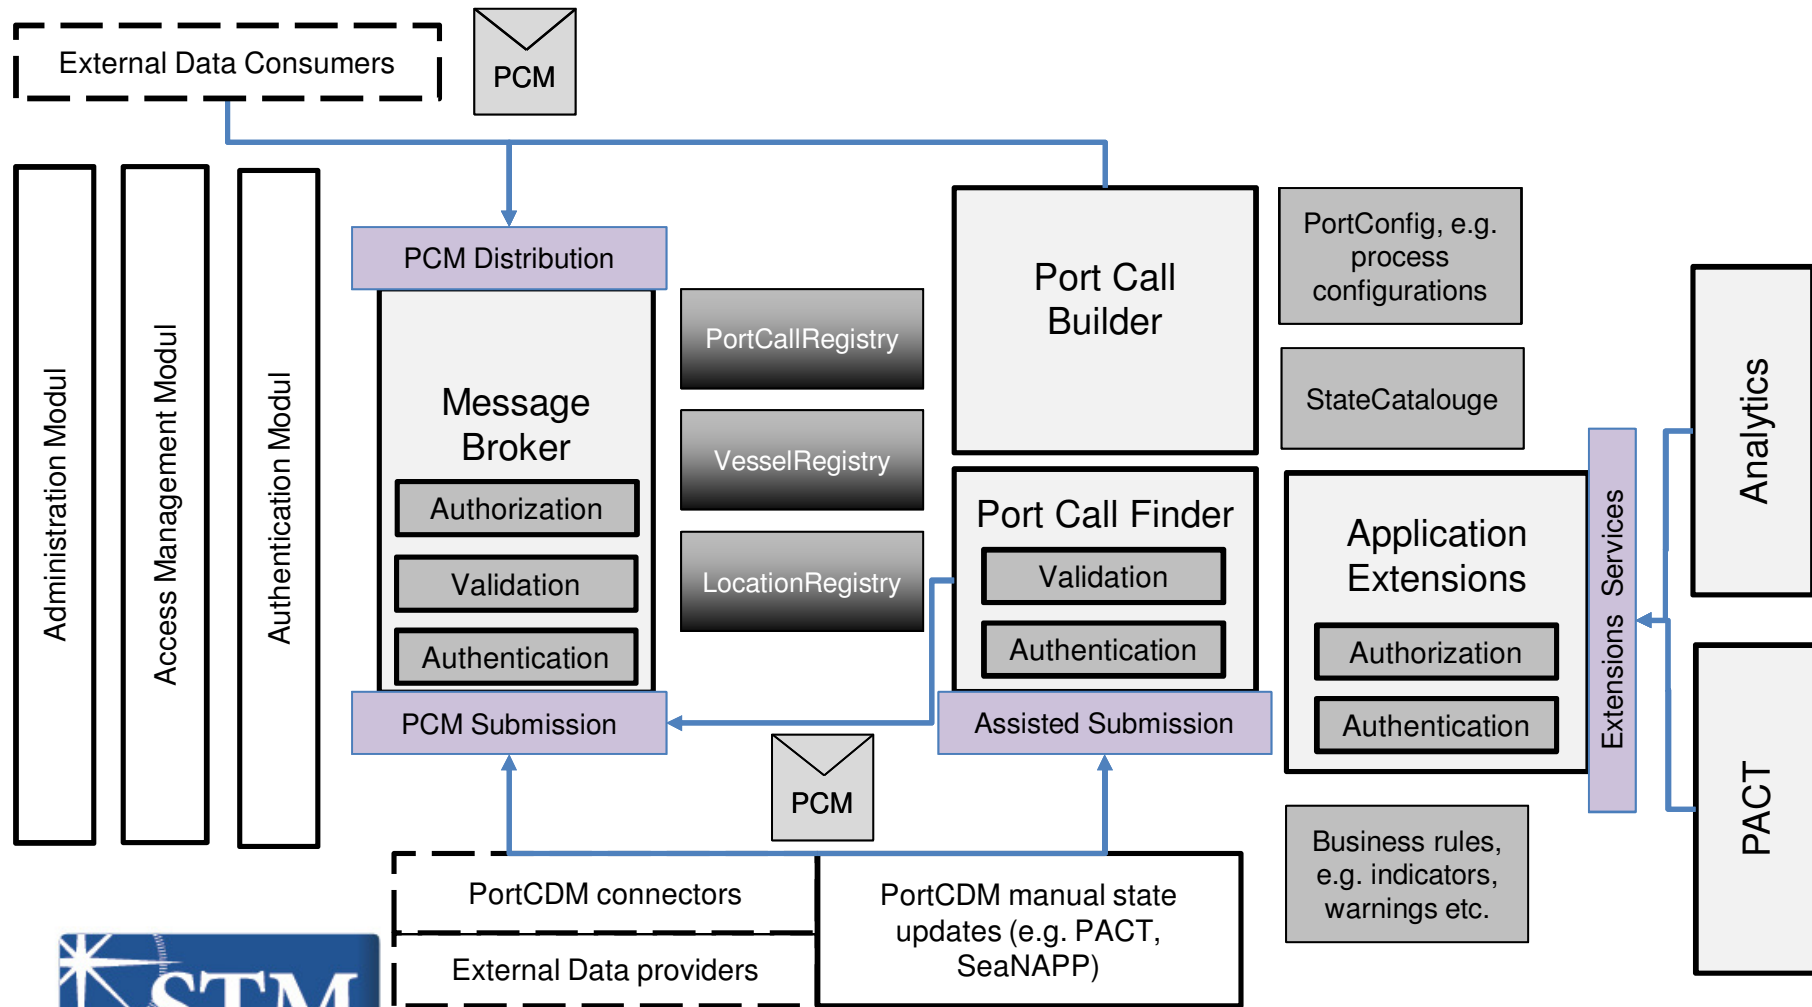 External Data Consumers
PCM
Administration Modul
Access Management Modul
Authentication Modul
PCM Distribution
Message
Broker
Authorization
Validation
Authentication
PCM Submission
PortCallRegistry
VesselRegistry
LocationRegistry
Port Call
Builder
Port Call Finder
Validation
Authentication
Assisted Submission
PortConfig, e.g.
process
configurations
StateCatalouge
Application
Extensions
Authorization
Authentication
Extensions Services
Analytics
PACT
Business rules,
e.g. indicators,
warnings etc.
PCM
PortCDM connectors
External Data providers
PortCDM manual state
updates (e.g. PACT,
SeaNAPP)
STM